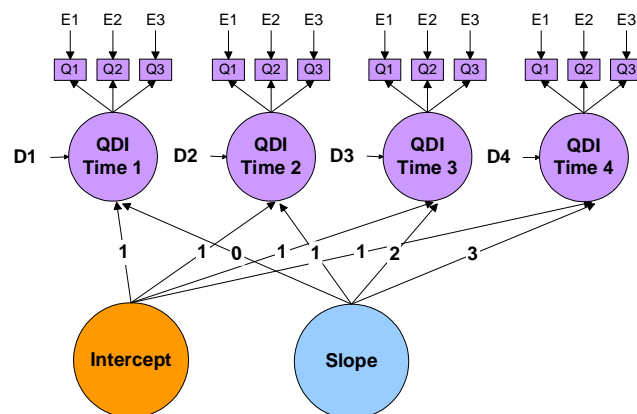 E1 E2 E3 E1 E2 E3 E1 E2 E3 E1 E2 E3
Q1 Q2 Q3 Q1 Q2 Q3 Q1 Q2 Q3 Q1 Q2 Q3
D1
QDI
Time 1
D2
QDI
Time 2
D3
QDI
Time 3
D4
QDI
Time 4
1 1 0 1 1 1 2 3
Intercept
Slope